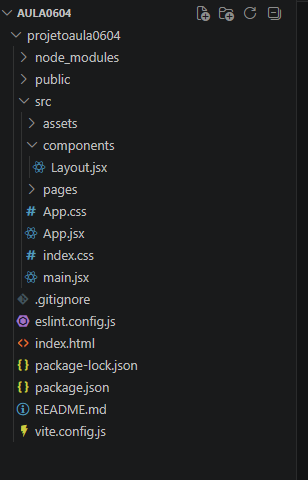 AULA0604
projetoaula0604
node_modules
public
src
assets
components
Layout.jsx
pages
# App.css
App.jsx
# index.css
main.jsx
.gitignore
eslint.config.js
<> index.html
{} package-lock.json
{} package.json
README.md
vite.config.js